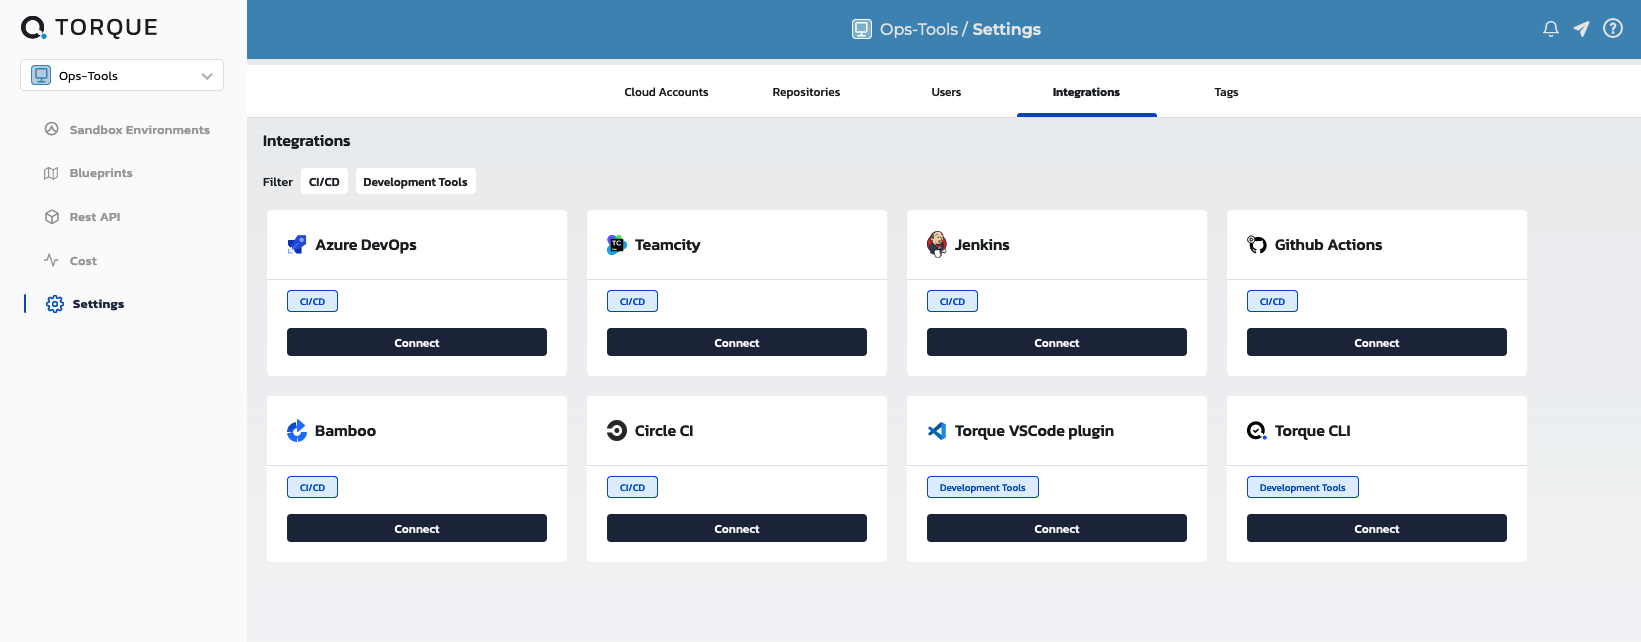 TORQUE
Ops-Tools
Sandbox Environments
Blueprints
Rest API
Cost
Settings
Ops-Tools / Settings
Cloud Accounts
Repositories
Users
Integrations
Tags
Integrations
Filter CI/CD Development Tools
Azure DevOps
CI/CD
Connect
TC
Teamcity
CI/CD
Connect
Jenkins
CI/CD
Connect
Github Actions
CI/CD
Connect
Bamboo
CI/CD
Connect
Circle CI
CI/CD
Connect
Torque VSCode plugin
Development Tools
Connect
Torque CLI
Development Tools
Connect